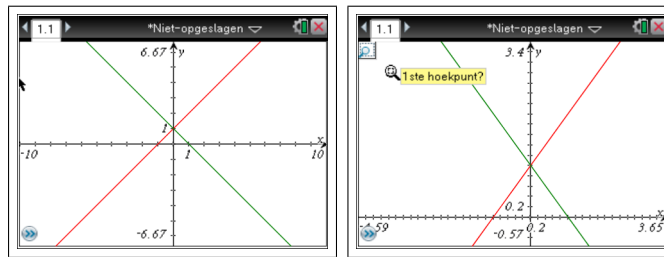 1.1
*Niet-opgeslagen
6.67
y
1
x
-10
1
10
-6.67
1.1
*Niet-opgeslagen
3.4
y
1ste hoekpunt?
0.2
x
-4.59
0.2
3.65
-0.57